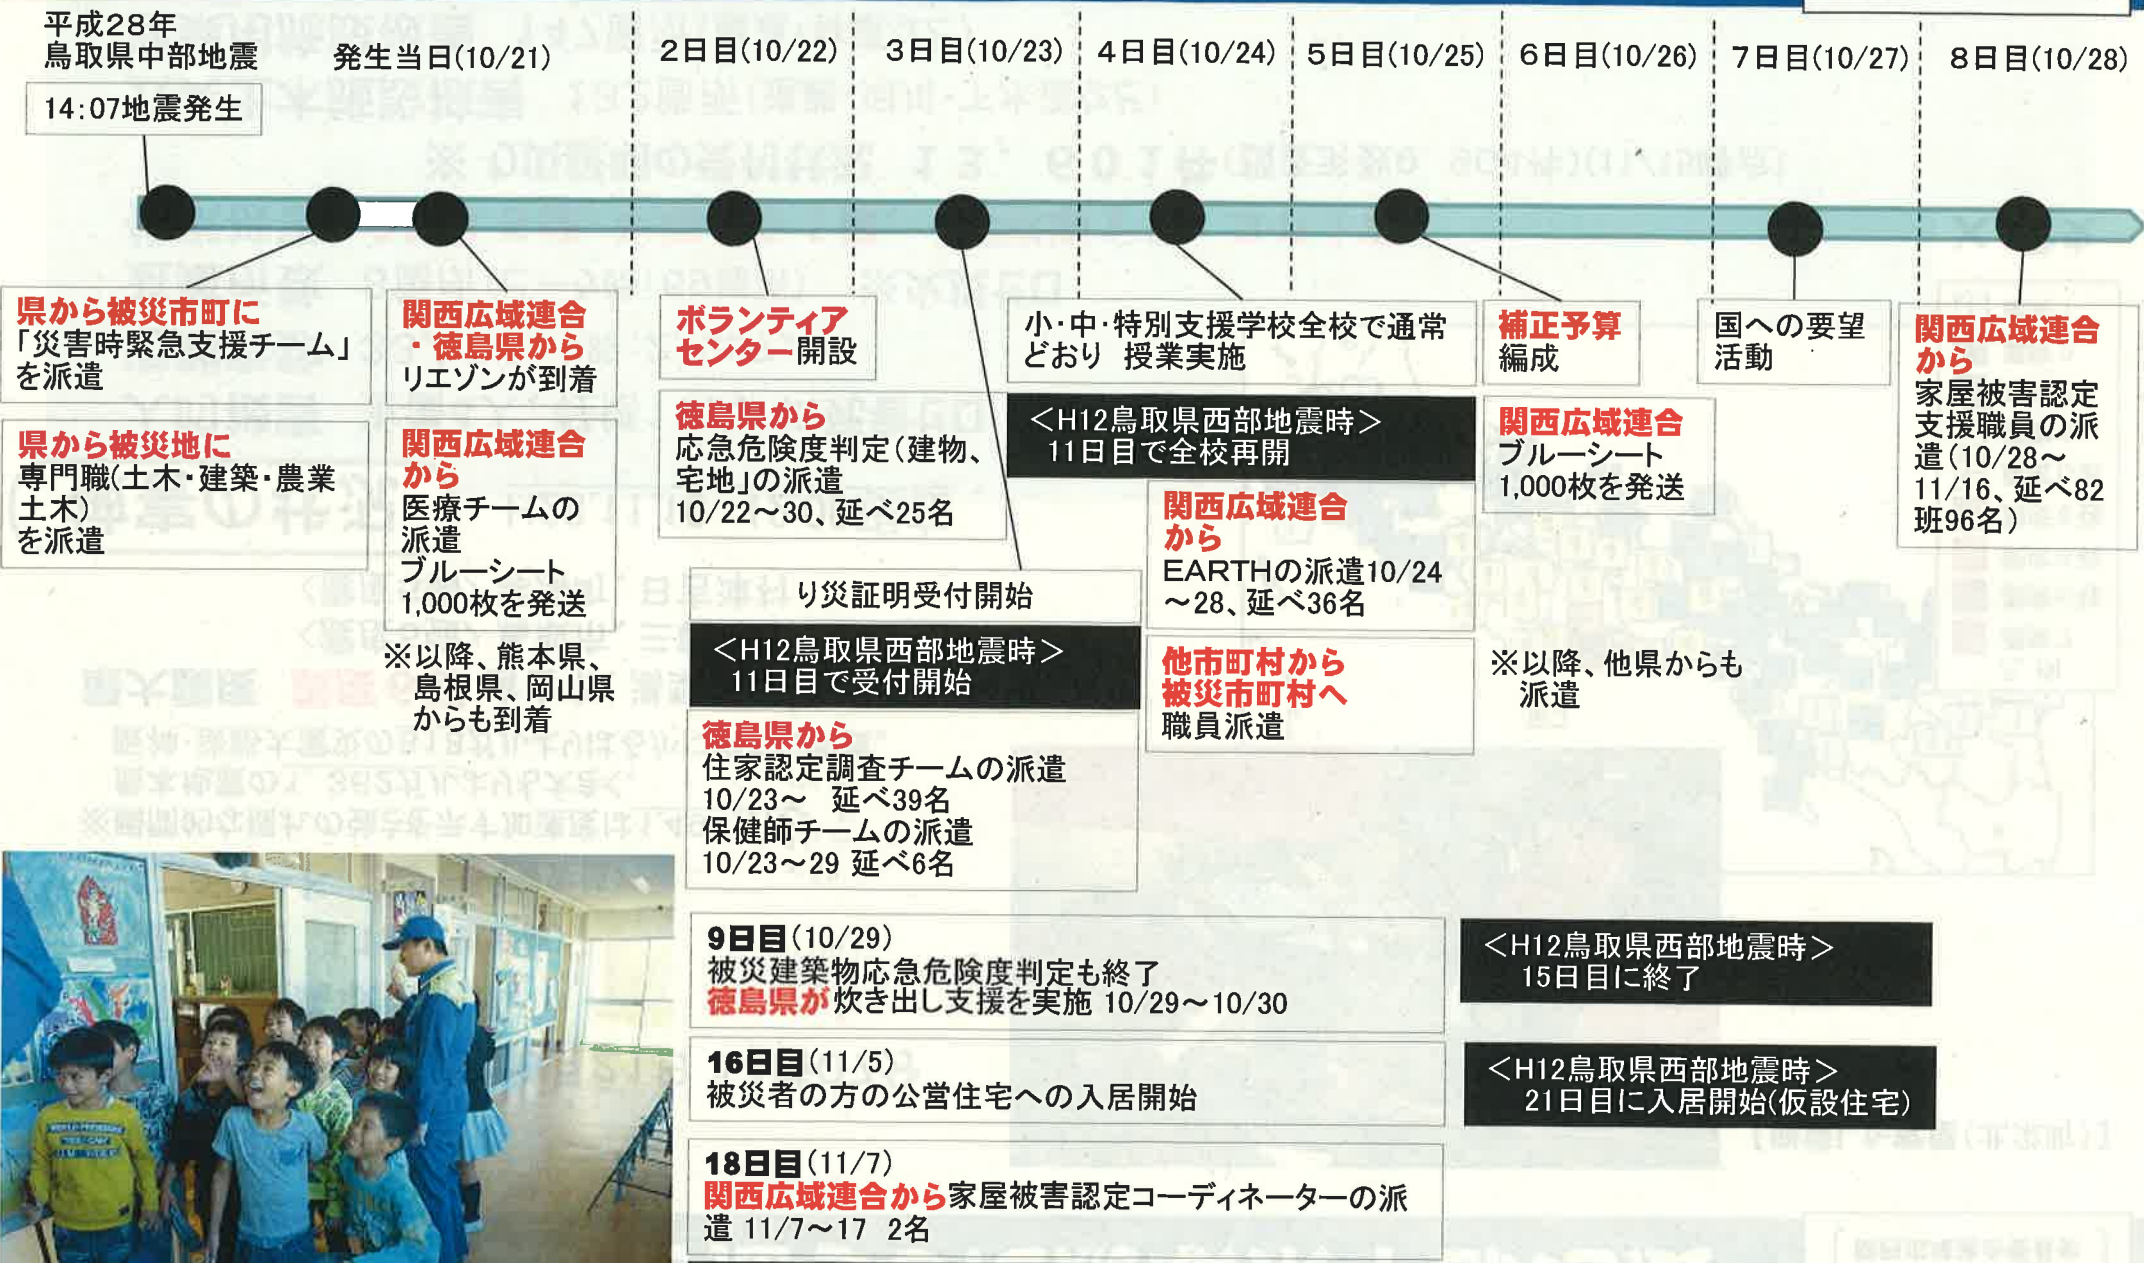 平成28年
鳥取県中部地震
発生当日(10/21)
2日目(10/22)
3日目(10/23)
4日目(10/24)
5日目(10/25)
6日目(10/26)
7日目(10/27)
8日目(10/28)
14:07地震発生
県から被災市町に
「災害時緊急支援チーム」
を派遣
県から被災地に
専門職(土木・建築・農業
土木)
を派遣
関西広域連合
・徳島県から
リエゾンが到着
関西広域連合
から
医療チームの
派遣
ブルーシート
1,000枚を発送
※以降、熊本県、
島根県、岡山県
からも到着
ボランティア
センター開設
徳島県から
応急危険度判定(建物、
宅地」の派遣
10/22～30、延べ25名
り災証明受付開始
＜H12鳥取県西部地震時＞
11日目で受付開始
徳島県から
住家認定調査チームの派遣
10/23～ 延べ39名
保健師チームの派遣
10/23～29 延べ6名
小・中・特別支援学校全校で通常
どおり 授業実施
＜H12鳥取県西部地震時＞
11日目で全校再開
関西広域連合
から
EARTHの派遣10/24
～28、延べ36名
他市町村から
被災市町村へ
職員派遣
補正予算
編成
関西広域連合
ブルーシート
1,000枚を発送
※以降、他県からも
派遣
国への要望
活動
関西広域連合
から
家屋被害認定
支援職員の派
遣(10/28～
11/16、延べ82
班96名)
9日目(10/29)
被災建築物応急危険度判定も終了
徳島県が炊き出し支援を実施 10/29～10/30
＜H12鳥取県西部地震時＞
15日目に終了
16日目(11/5)
被災者の方の公営住宅への入居開始
＜H12鳥取県西部地震時＞
21日目に入居開始(仮設住宅)
18日目(11/7)
関西広域連合から家屋被害認定コーディネーターの派
遣 11/7～17 2名